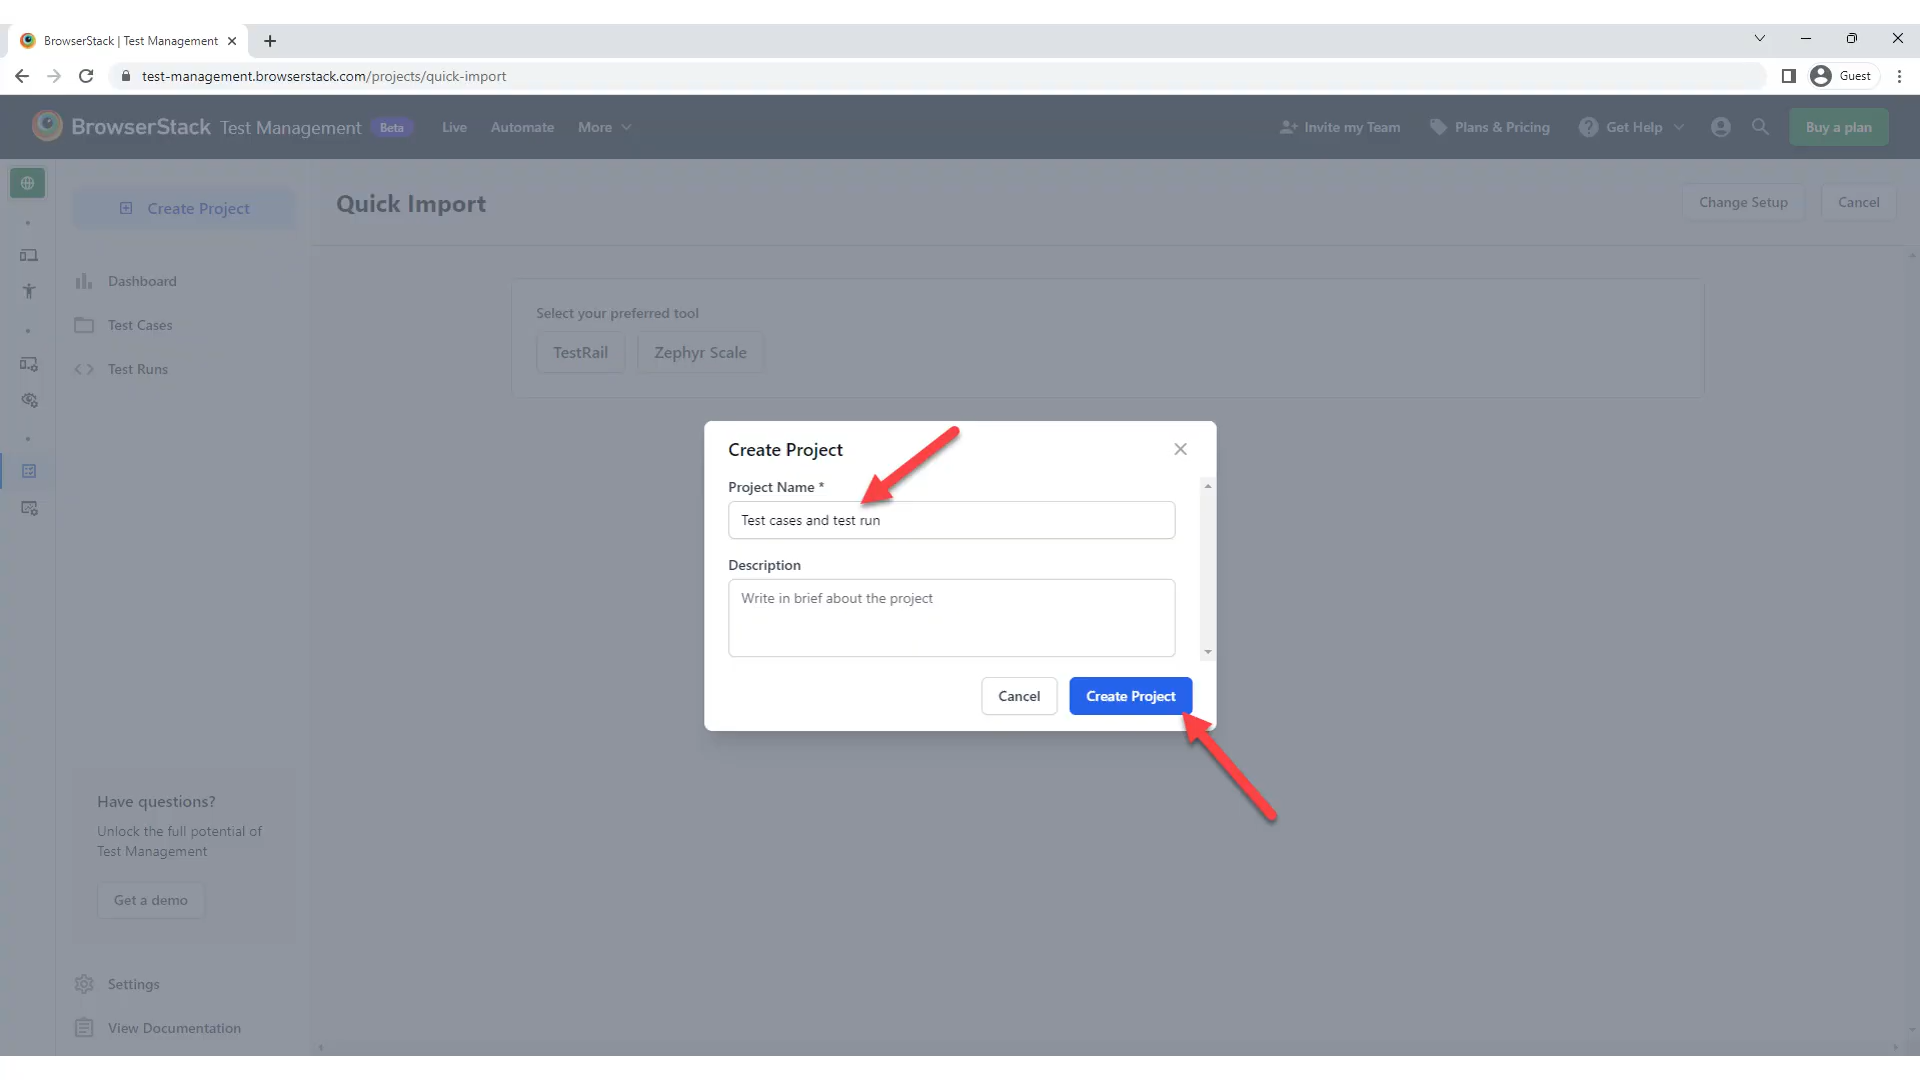 BrowserStack | Test Management
test-management.browserstack.com/projects/quick-import
Guest
BrowserStack Test Management Beta Live Automate More
Invite my Team Plans & Pricing Get Help Buy a plan
Create Project
Dashboard
Test Cases
Test Runs
Have questions?
Unlock the full potential of
Test Management
Get a demo
Settings
View Documentation
Quick Import
Change Setup Cancel
Select your preferred tool
TestRail Zephyr Scale
Create Project
Project Name *
Test cases and test run
Description
Write in brief about the project
Cancel Create Project